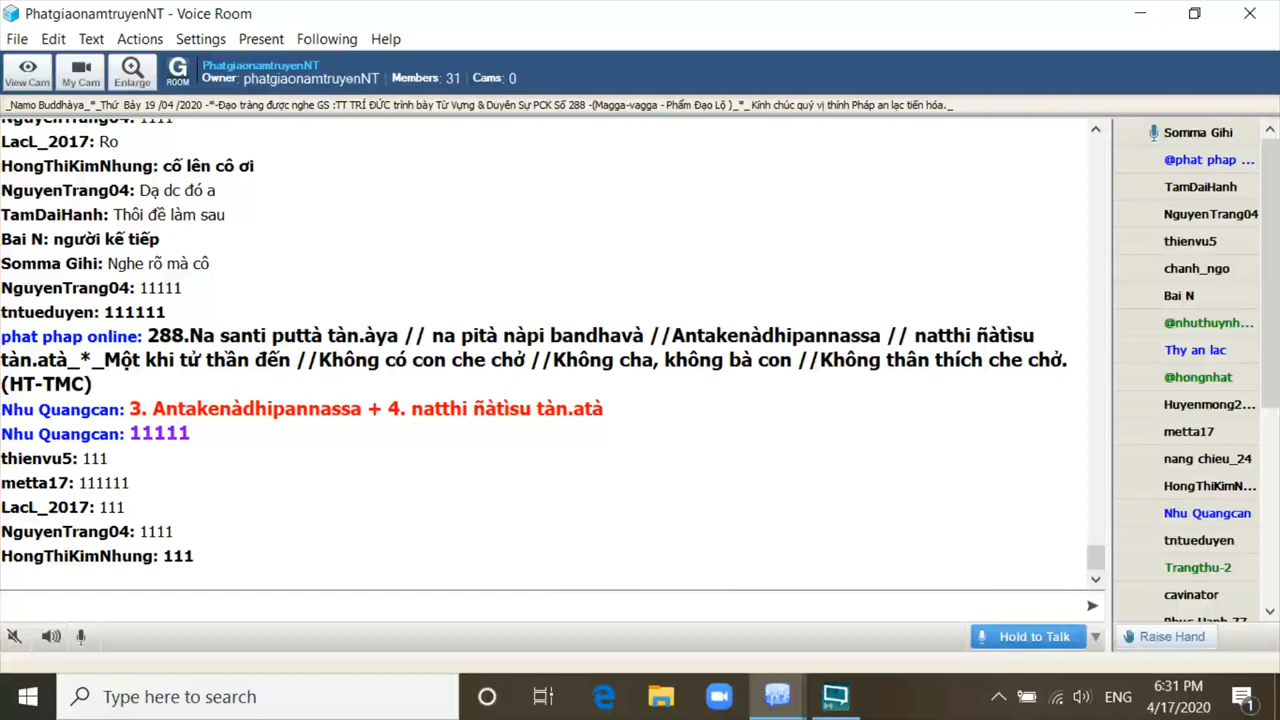 PhatgiaonamtruyenNT - Voice Room
File Edit Text Actions Settings Present Following Help
View Cam My Cam Enlarge G ROOM
PhatgiaonamtruyenNT
Owner: phatgiaonamtruyenNT Members: 31 Cams: 0
_Namo Buddhàya_*_Thứ Bảy 19 /04 /2020 -*-Đạo tràng được nghe GS :TT TRÍ ĐỨC trình bày Từ Vựng & Duyên Sự PCK Số 288 -(Magga-vagga - Phẩm Đạo Lộ )_*_ Kính chúc quý vị thính Pháp an lạc tiến hóa._
NguyenTrang04: 1111
LacL_2017: Ro
HongThiKimNhung: cố lên cô ơi
NguyenTrang04: Dạ dc đó a
TamDaiHanh: Thôi đề làm sau
Bai N: người kế tiếp
Somma Gihi: Nghe rõ mà cô
NguyenTrang04: 11111
tntueduyen: 111111
phat phap online: 288.Na santi puttà tàn.àya // na pità nàpi bandhavà //Antakenàdhipannassa // natthi ñàtìsu
tàn.atà_*_Một khi tử thần đến //Không có con che chở //Không cha, không bà con //Không thân thích che chở.
(HT-TMC)
Nhu Quangcan: 3. Antakenàdhipannassa + 4. natthi ñàtìsu tàn.atà
Nhu Quangcan: 11111
thienvu5: 111
metta17: 111111
LacL_2017: 111
NguyenTrang04: 1111
HongThiKimNhung: 111
Somma Gihi
@phat phap ...
TamDaiHanh
NguyenTrang04
thienvu5
chanh_ngo
Bai N
@nhuthuynh...
Thy an lac
@hongnhat
Huyenmong2...
metta17
nang chieu_24
HongThiKimN...
Nhu Quangcan
tntueduyen
Trangthu-2
cavinator
Hold to Talk
Raise Hand
Type here to search
ENG
6:31 PM
4/17/2020
1